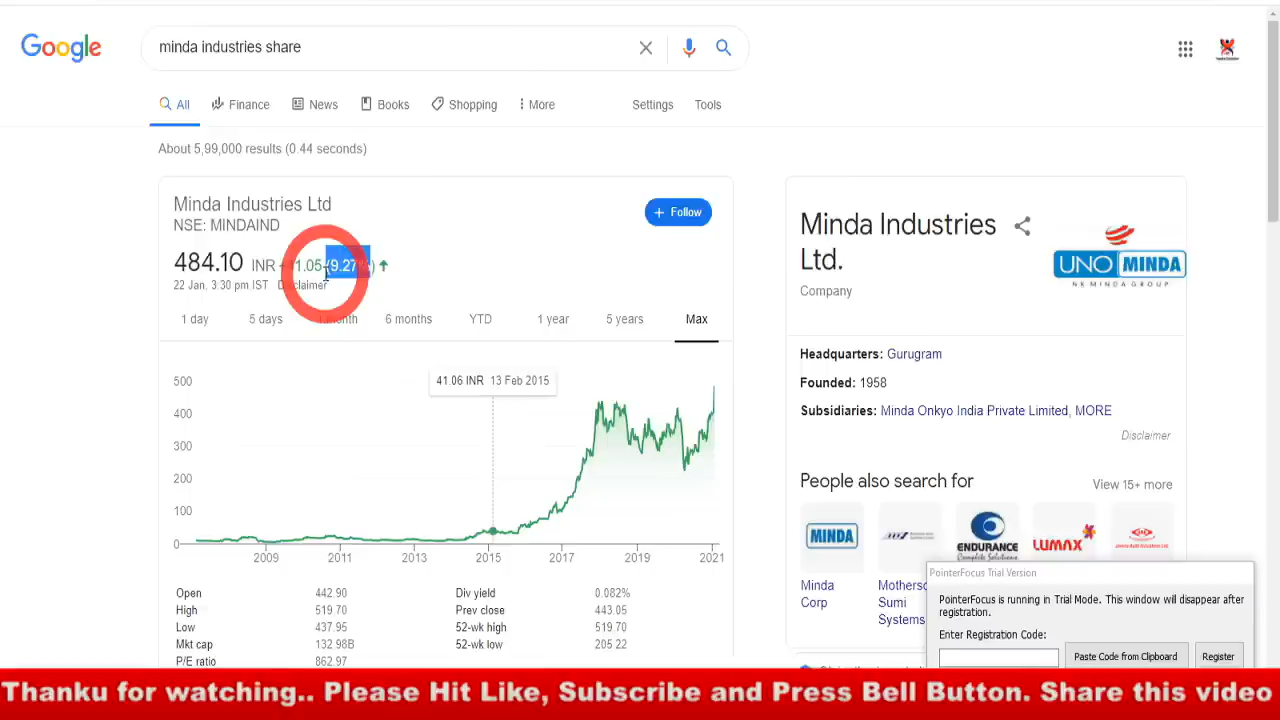 Google
minda industries share
All
Finance
News
Books
Shopping
More
Settings
Tools
About 5,99,000 results (0.44 seconds)
Minda Industries Ltd
NSE: MINDAIND
Follow
484.10 INR
22 Jan, 3:30 pm IST Disclaimer
1 day
5 days
1 month
6 months
YTD
1 year
5 years
Max
41.06 INR 13 Feb 2015
500
400
300
200
100
0
2009
2011
2013
2015
2017
2019
2021
Open 442.90
High 519.70
Low 437.95
Mkt cap 132.98B
P/E ratio 862.97
Div yield 0.082%
Prev close 443.05
52-wk high 519.70
52-wk low 205.22
Minda Industries
Ltd.
Company
UNO MINDA
Headquarters: Gurugram
Founded: 1958
Subsidiaries: Minda Onkyo India Private Limited, MORE
Disclaimer
People also search for
View 15+ more
MINDA
ENDURANCE
Complete Solutions
LUMAX
Minda
Corp
Sumi
Systems
PointerFocus Trial Version
PointerFocus is running in Trial Mode. This window will disappear after
registration.
Enter Registration Code:
Paste Code from Clipboard
Register
Thanku for watching.. Please Hit Like, Subscribe and Press Bell Button. Share this video